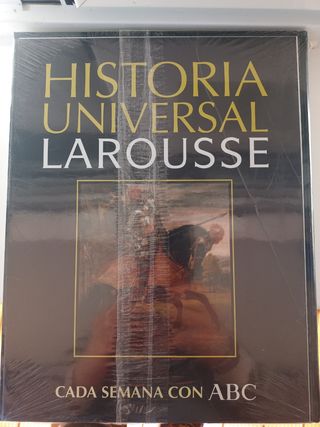 HISTORIA
UNIVERSAL
LAROUSSE
CADA SEMANA CON ABC